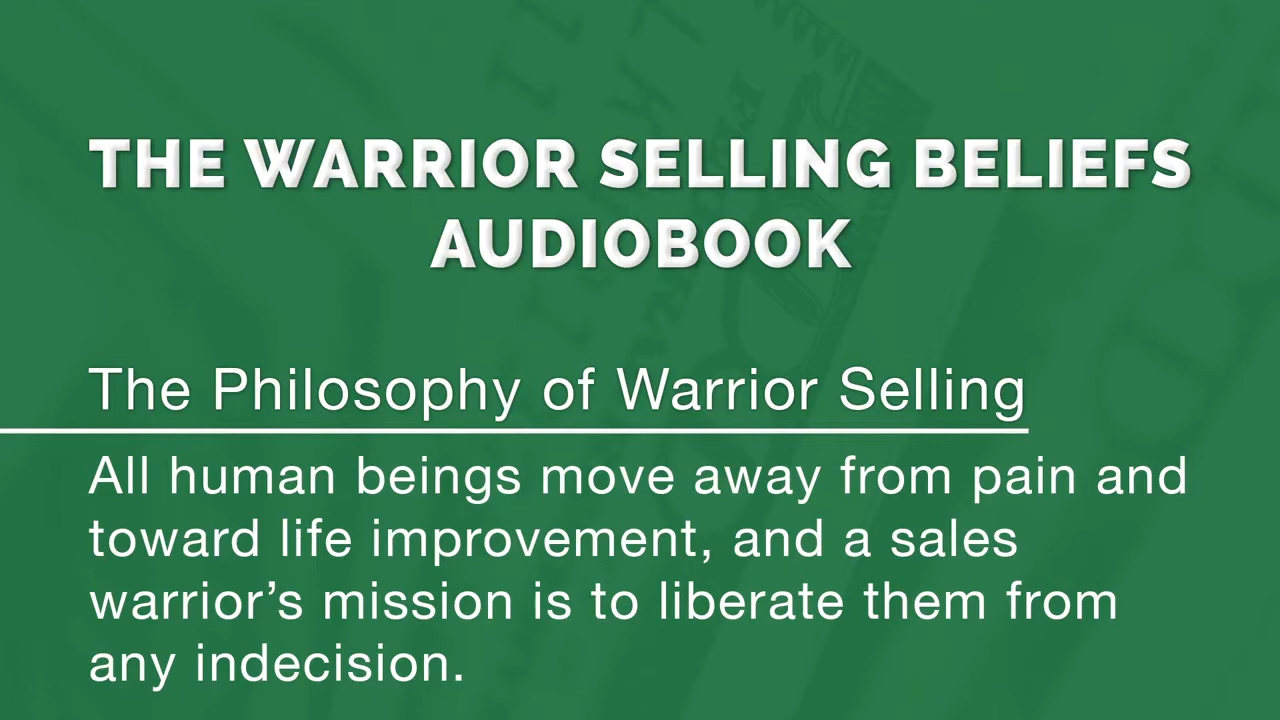 THE WARRIOR SELLING BELIEFS
AUDIOBOOK
The Philosophy of Warrior Selling
All human beings move away from pain and
toward life improvement, and a sales
warrior’s mission is to liberate them from
any indecision.